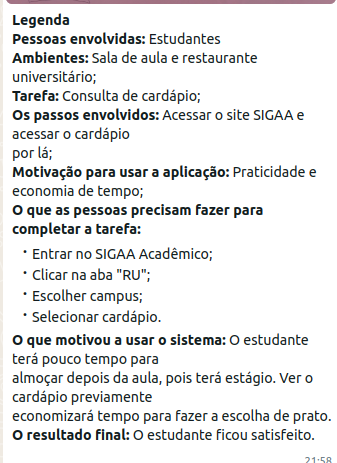 Legenda
Pessoas envolvidas: Estudantes
Ambientes: Sala de aula e restaurante
universitário;
Tarefa: Consulta de cardápio;
Os passos envolvidos: Acessar o site SIGAA e
acessar o cardápio
por lá;
Motivação para usar a aplicação: Praticidade e
economia de tempo;
O que as pessoas precisam fazer para
completar a tarefa:
• Entrar no SIGAA Acadêmico;
• Clicar na aba "RU";
• Escolher campus;
• Selecionar cardápio.
O que motivou a usar o sistema: O estudante
terá pouco tempo para
almoçar depois da aula, pois terá estágio. Ver o
cardápio previamente
economizará tempo para fazer a escolha de prato.
O resultado final: O estudante ficou satisfeito.
21:58